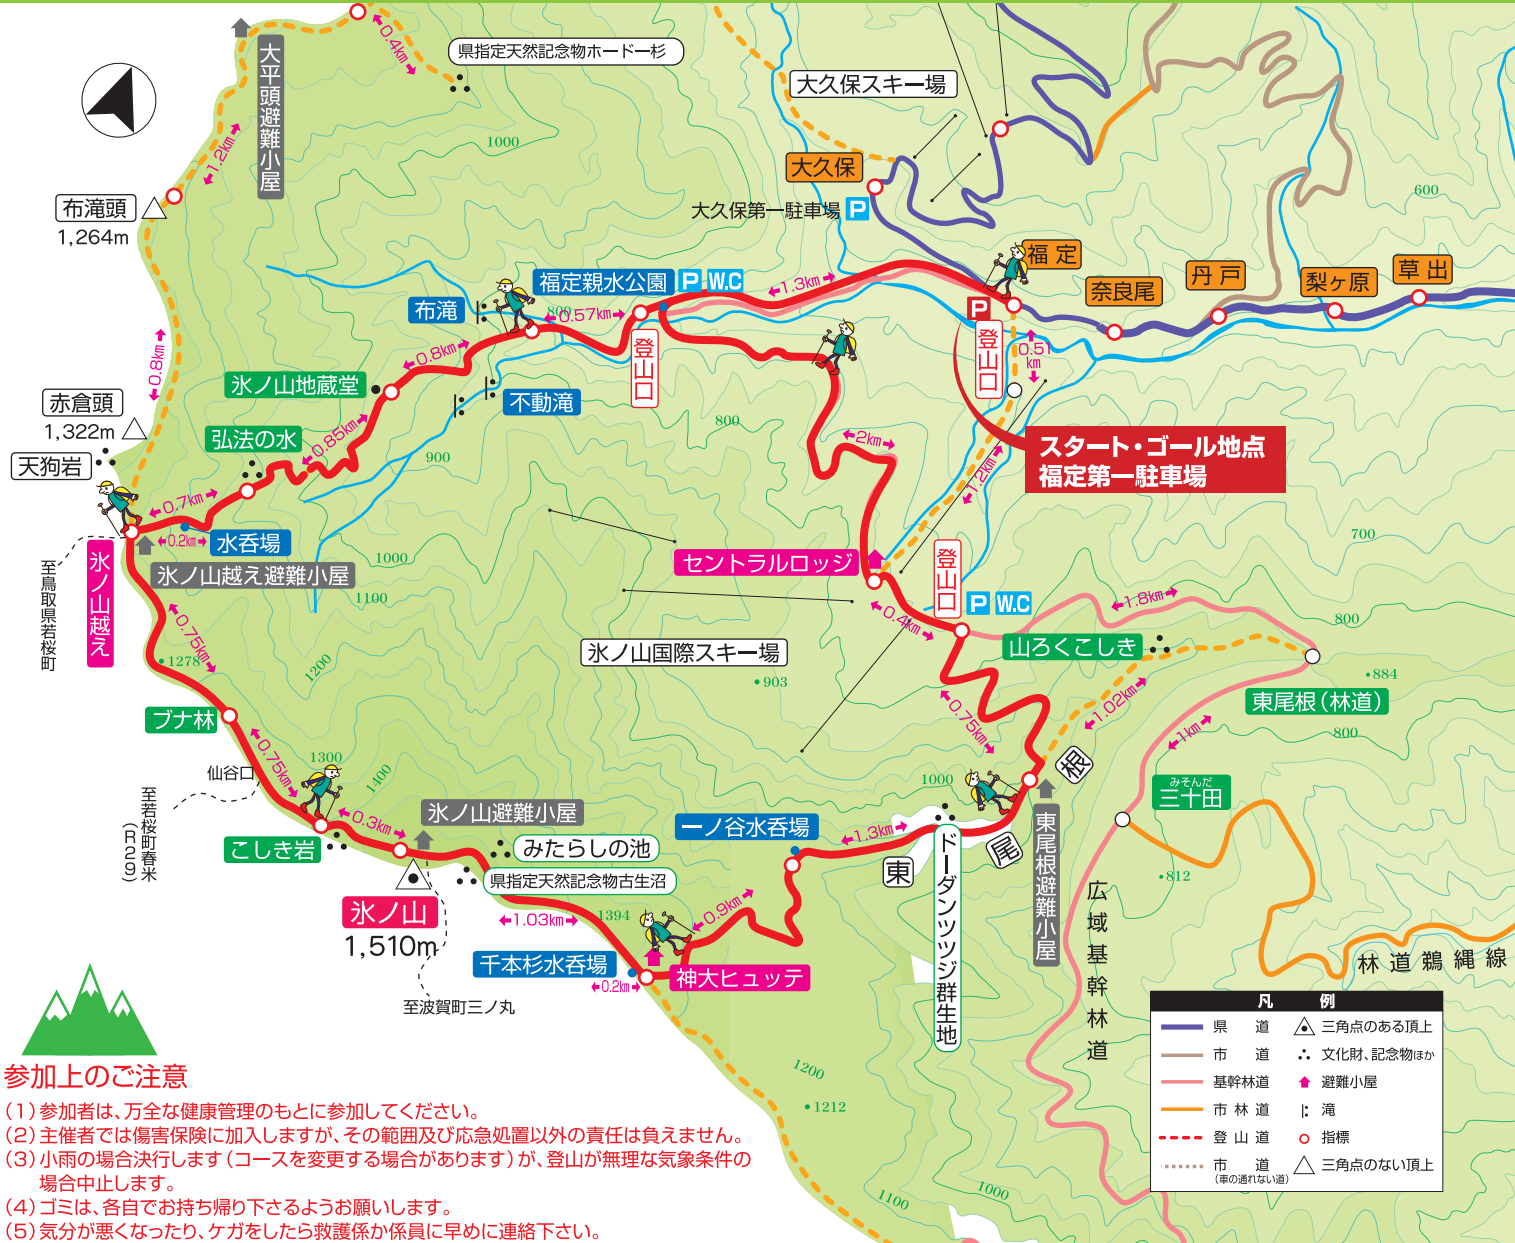 0.4km
県指定天然記念物ホードー杉
大平頭避難小屋
大久保スキー場
1000
1.2km
大久保
大久保第一駐車場 P
600
布滝頭
1,264m
福定
丹戸
奈良尾
梨ヶ原
草出
福定親水公園 P W.C
1.3km
布滝
800
0.57km
P
登山口
登山口
0.51km
0.8km
0.8km
氷ノ山地蔵堂
不動滝
赤倉頭
1,322m
弘法の水
0.85km
900
800
2km
スタート・ゴール地点
福定第一駐車場
天狗岩
1.2km
0.7km
0.2km
水呑場
700
氷ノ山越え
氷ノ山越え避難小屋
至鳥取県若桜町
1000
1100
セントラルロッジ
登山口
P W.C
0.4km
1.8km
800
0.75km
1278
1200
氷ノ山国際スキー場
903
山ろくこしき
884
東尾根(林道)
ブナ林
0.75km
1.02km
1km
800
0.75km
仙谷口
1300
1400
1000
根
みそんだ
三十田
至若桜町春米
(R29)
0.3km
氷ノ山避難小屋
一ノ谷水呑場
1.3km
こしき岩
みたらしの池
尾
東
東尾根避難小屋
ドーダンツツジ群生地
県指定天然記念物古生沼
812
広域基幹林道
氷ノ山
1,510m
1.03km
1394
0.9km
千本杉水呑場
0.2km
神大ヒュッテ
至波賀町三ノ丸
林道鵜縄線
1200
1212
1100
1000
凡例
県道 三角点のある頂上
市道 文化財、記念物ほか
基幹林道 避難小屋
市林道 滝
登山道 指標
市道 三角点のない頂上
(車の通れない道)
参加上のご注意
(1)参加者は、万全な健康管理のもとに参加してください。
(2)主催者では傷害保険に加入しますが、その範囲及び応急処置以外の責任は負えません。
(3)小雨の場合決行します(コースを変更する場合があります)が、登山が無理な気象条件の
場合中止します。
(4)ゴミは、各自でお持ち帰り下さるようお願いします。
(5)気分が悪くなったり、ケガをしたら救護係か係員に早めに連絡下さい。